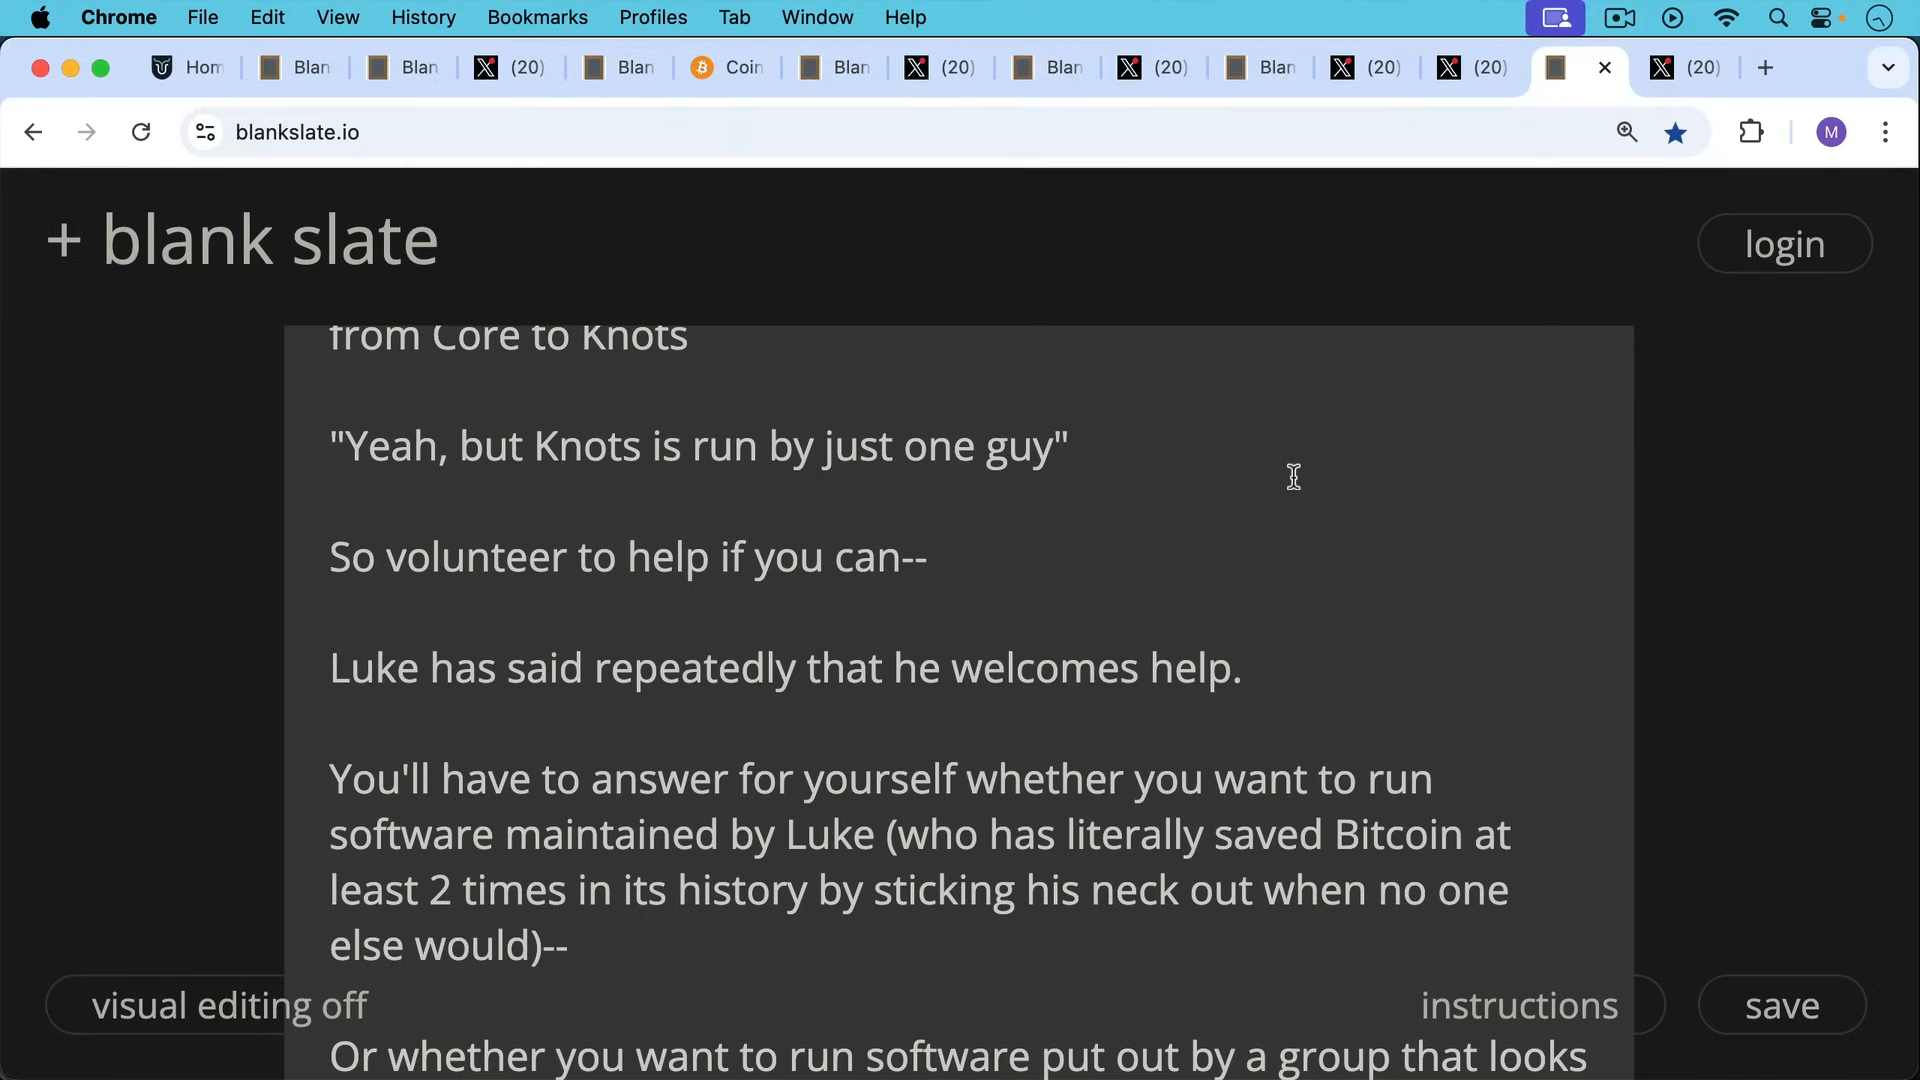 Chrome File Edit View History Bookmarks Profiles Tab Window Help
Hom Blan Blan (20) Blan Coin Blan (20) Blan (20) Blan (20) (20) (20)
blankslate.io M
+ blank slate
login
from Core to Knots
"Yeah, but Knots is run by just one guy"
So volunteer to help if you can--
Luke has said repeatedly that he welcomes help.
You'll have to answer for yourself whether you want to run
software maintained by Luke (who has literally saved Bitcoin at
least 2 times in its history by sticking his neck out when no one
else would)--
visual editing off
instructions
save
Or whether you want to run software put out by a group that looks